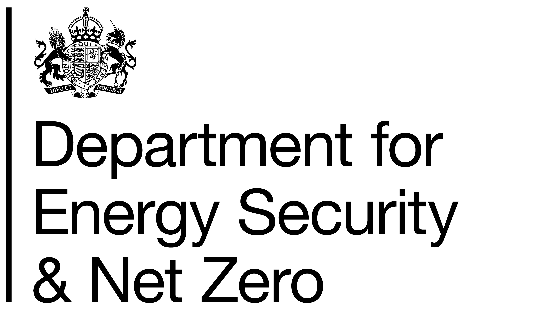 Department for
Energy Security
& Net Zero